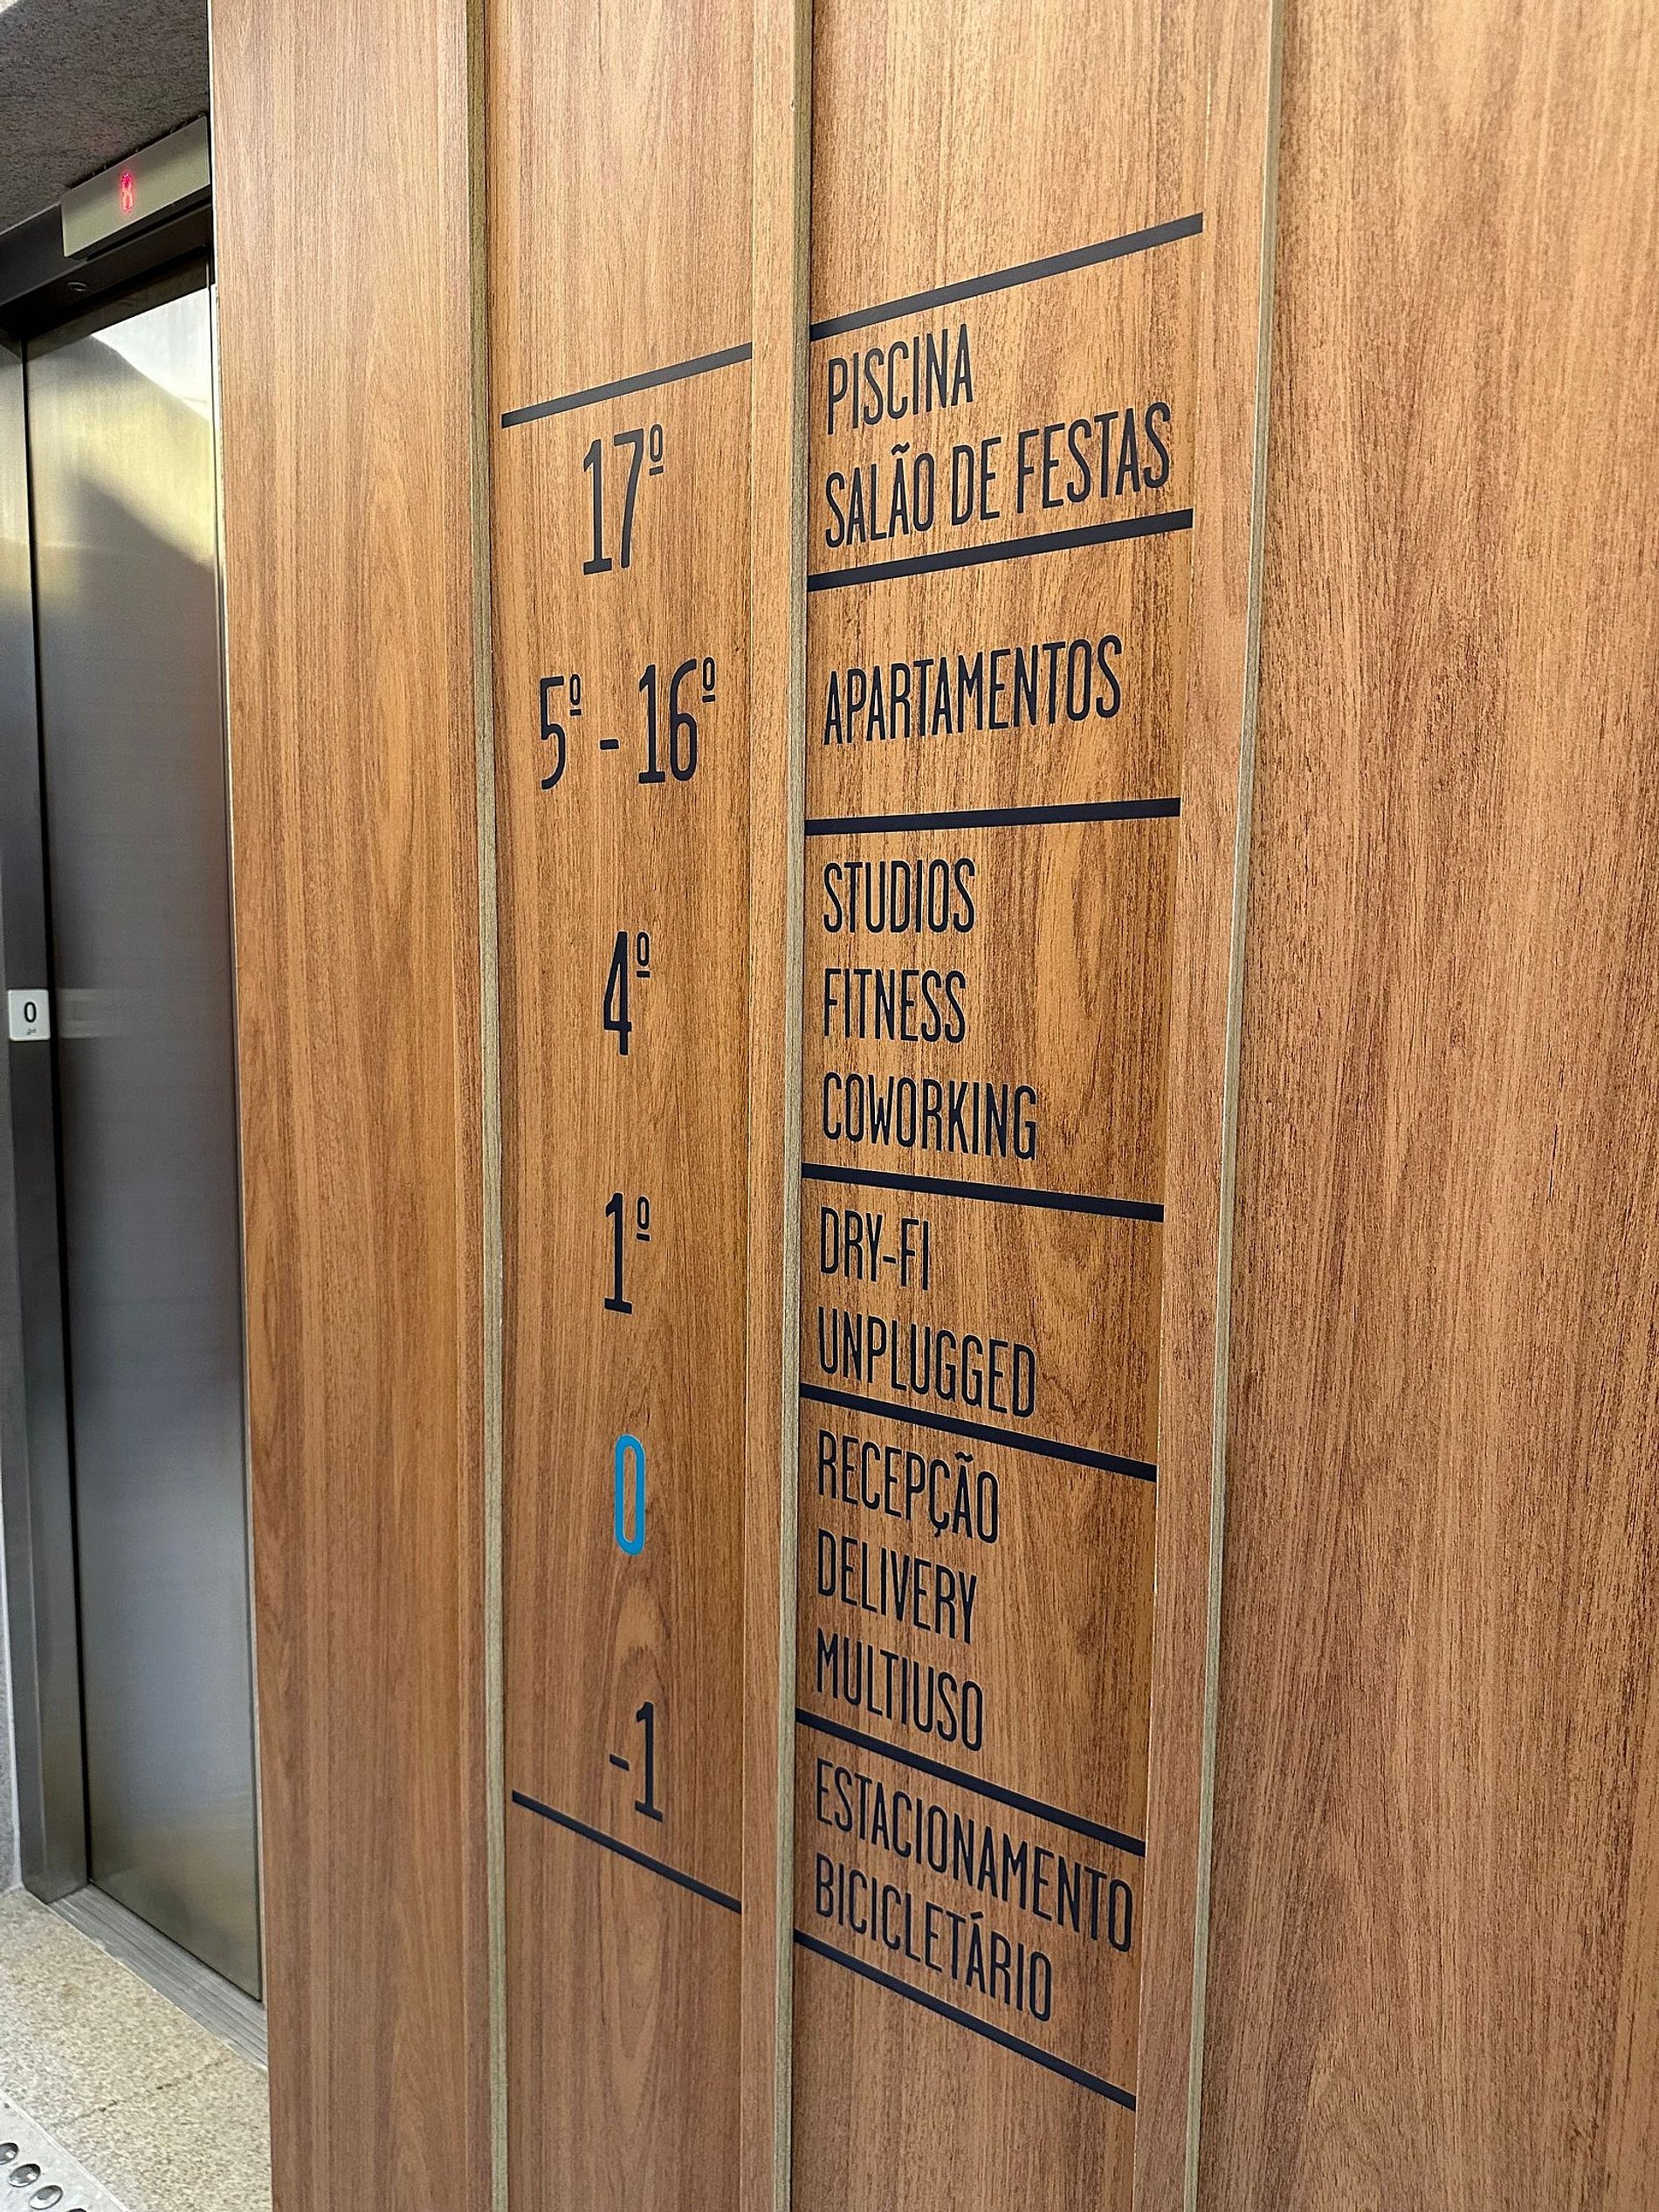 17º
PISCINA
SALÃO DE FESTAS
5º - 16º
APARTAMENTOS
4º
STUDIOS
FITNESS
COWORKING
1º
DRY-FI
UNPLUGGED
0
RECEPÇÃO
DELIVERY
MULTIUSO
-1
ESTACIONAMENTO
BICICLETÁRIO
0